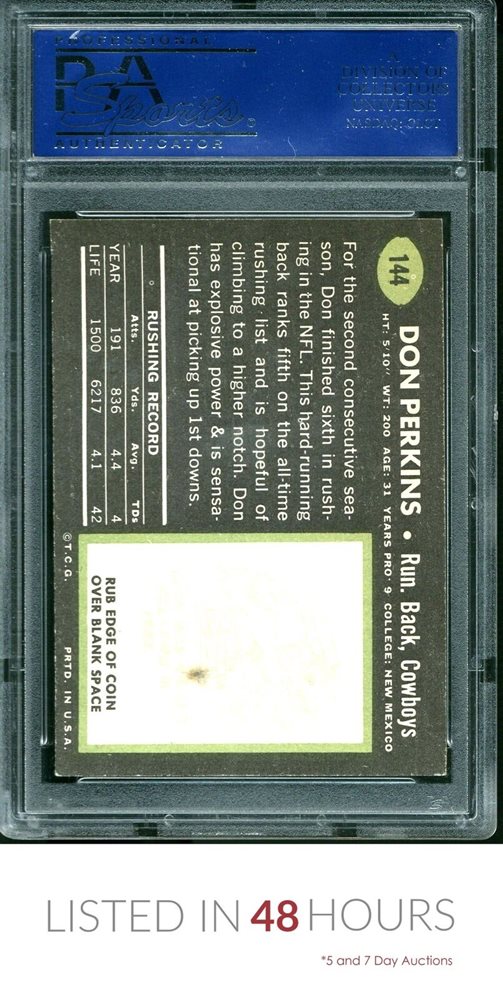 PROFESSIONAL
PSA
Sports
AUTHENTICATOR
A
DIVISION OF
COLLECTORS
UNIVERSE
NASDAQ: CLCT
144
DON PERKINS • Run. Back, Cowboys
HT: 5'10" WT: 200 AGE: 31 YEARS PRO: 9 COLLEGE: NEW MEXICO
For the second consecutive sea-
son, Don finished sixth in rush-
ing in the NFL. This hard-running
back ranks fifth on the all-time
rushing list and is hopeful of
climbing to a higher notch. Don
has explosive power & is sensa-
tional at picking up 1st downs.
RUSHING RECORD
Atts. Yds. Avg. TDs
YEAR 191 836 4.4 4
LIFE 1500 6217 4.1 42
RUB EDGE OF COIN
OVER BLANK SPACE
© T.C.G. PRTD. IN U.S.A.
LISTED IN 48 HOURS
*5 and 7 Day Auctions